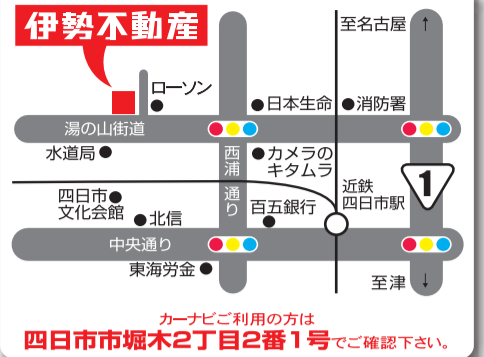 伊勢不動産
至名古屋
↑
ローソン
日本生命
消防署
湯の山街道
水道局
西浦通り
カメラの
キタムラ
1
四日市
文化会館
北信
百五銀行
近鉄
四日市駅
中央通り
東海労金
至津
↓
カーナビご利用の方は
四日市市堀木2丁目2番1号でご確認下さい。